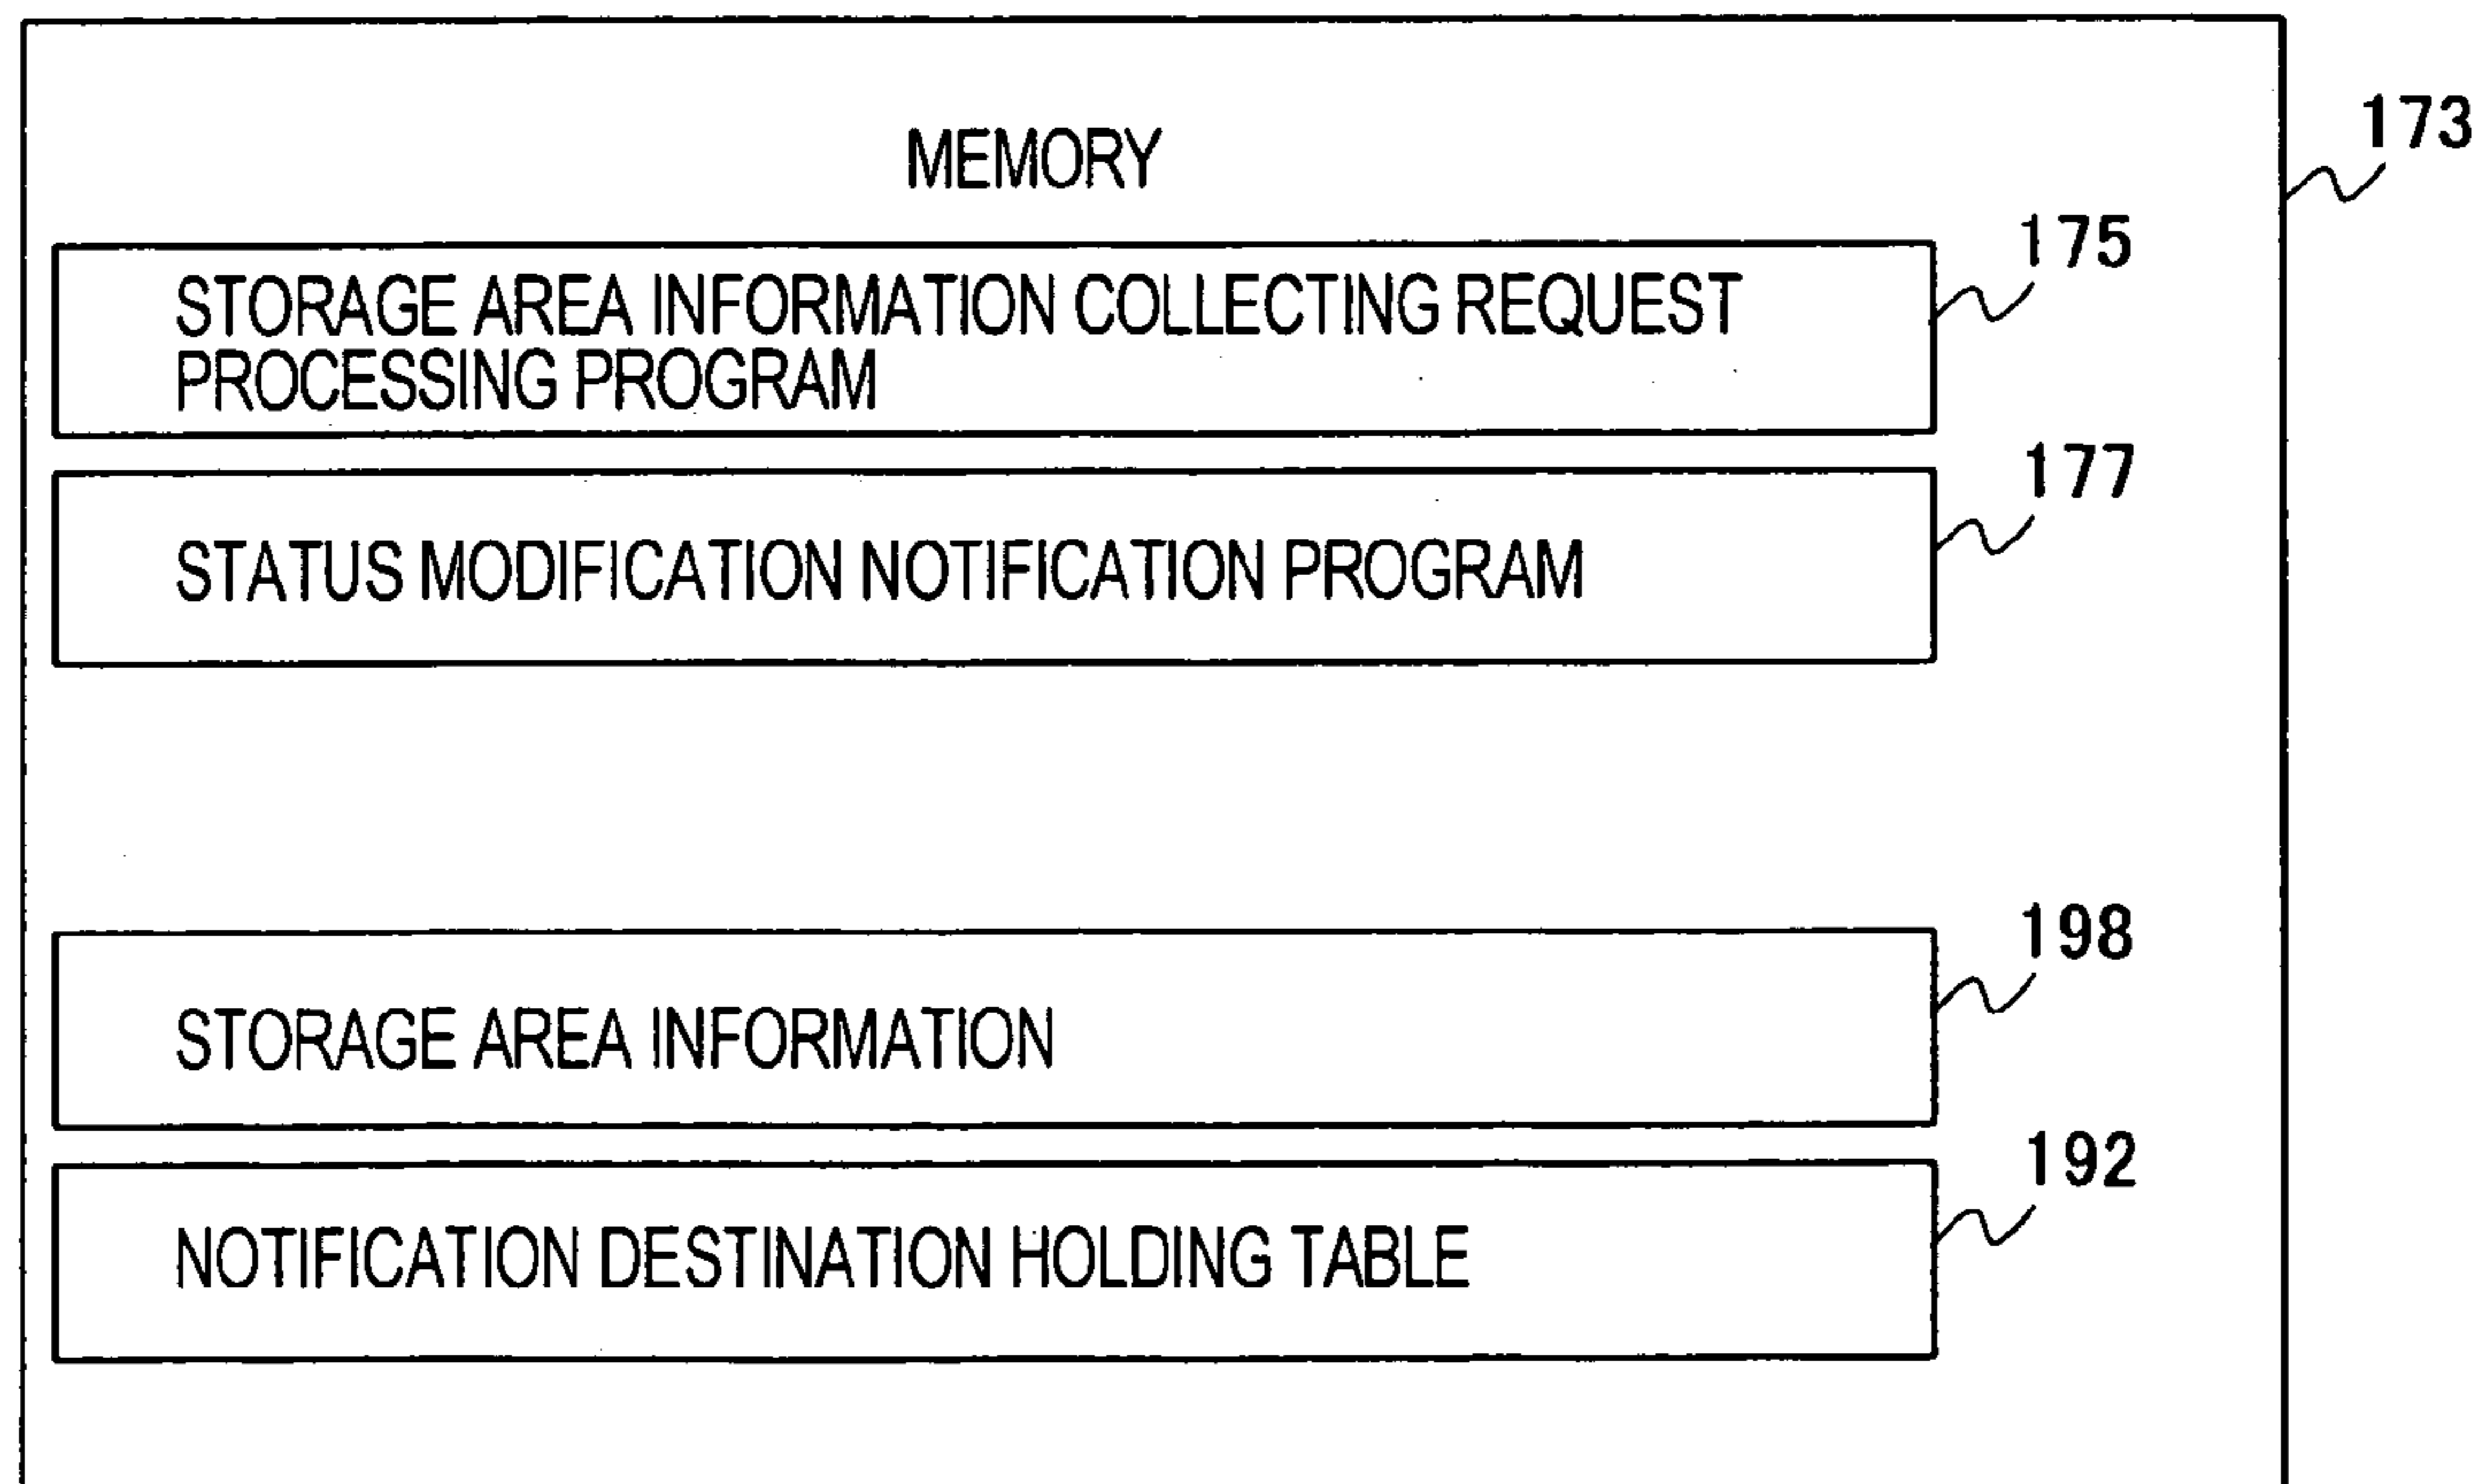 173
MEMORY
175
STORAGE AREA INFORMATION COLLECTING REQUEST
PROCESSING PROGRAM
177
STATUS MODIFICATION NOTIFICATION PROGRAM
198
STORAGE AREA INFORMATION
192
NOTIFICATION DESTINATION HOLDING TABLE